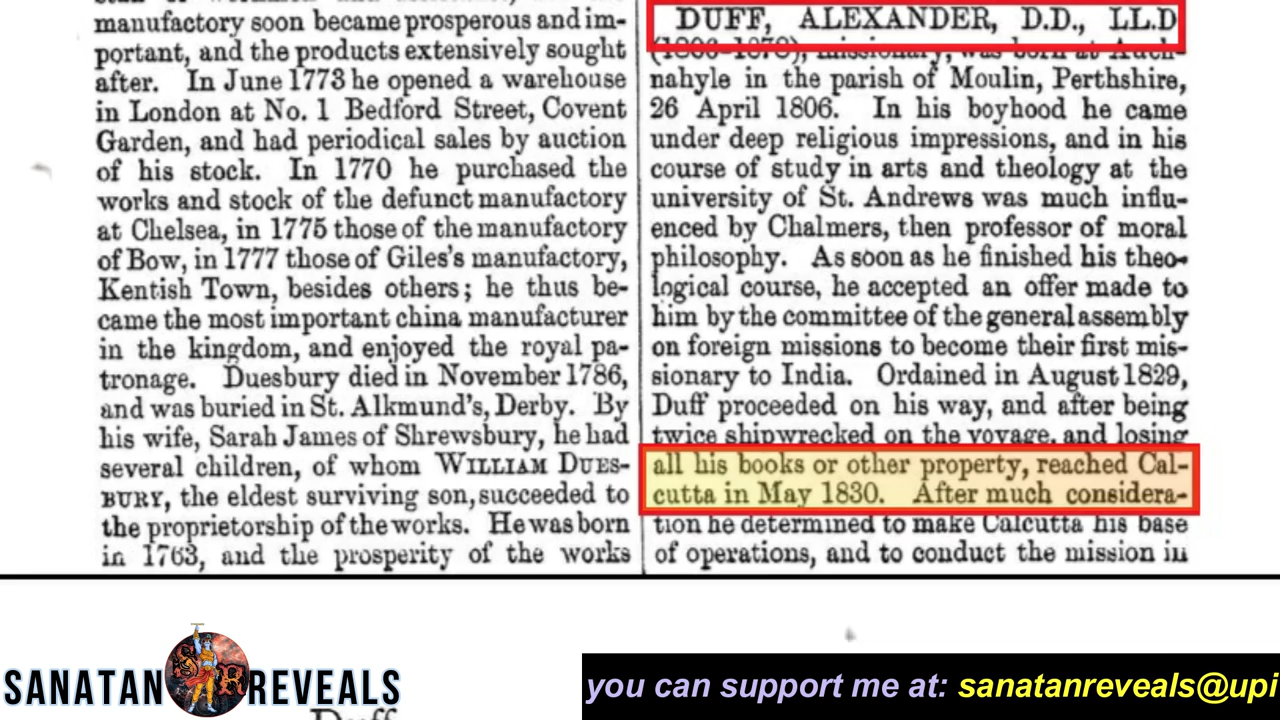 manufactory soon became prosperous and im-
portant, and the products extensively sought
after. In June 1773 he opened a warehouse
in London at No. 1 Bedford Street, Covent
Garden, and had periodical sales by auction
of his stock. In 1770 he purchased the
works and stock of the defunct manufactory
at Chelsea, in 1775 those of the manufactory
of Bow, in 1777 those of Giles's manufactory,
Kentish Town, besides others; he thus be-
came the most important china manufacturer
in the kingdom, and enjoyed the royal pa-
tronage. Duesbury died in November 1786,
and was buried in St. Alkmund's, Derby. By
his wife, Sarah James of Shrewsbury, he had
several children, of whom WILLIAM DUES-
BURY, the eldest surviving son, succeeded to
the proprietorship of the works. He was born
in 1763, and the prosperity of the works
DUFF, ALEXANDER, D.D., LL.D
(1806-1878), missionary, was born at Auch-
nahyle in the parish of Moulin, Perthshire,
26 April 1806. In his boyhood he came
under deep religious impressions, and in his
course of study in arts and theology at the
university of St. Andrews was much influ-
enced by Chalmers, then professor of moral
philosophy. As soon as he finished his theo-
logical course, he accepted an offer made to
him by the committee of the general assembly
on foreign missions to become their first mis-
sionary to India. Ordained in August 1829,
Duff proceeded on his way, and after being
twice shipwrecked on the voyage, and losing
all his books or other property, reached Cal-
cutta in May 1830. After much considera-
tion he determined to make Calcutta his base
of operations, and to conduct the mission in
SANATAN REVEALS
you can support me at: sanatanreveals@upi
Duff